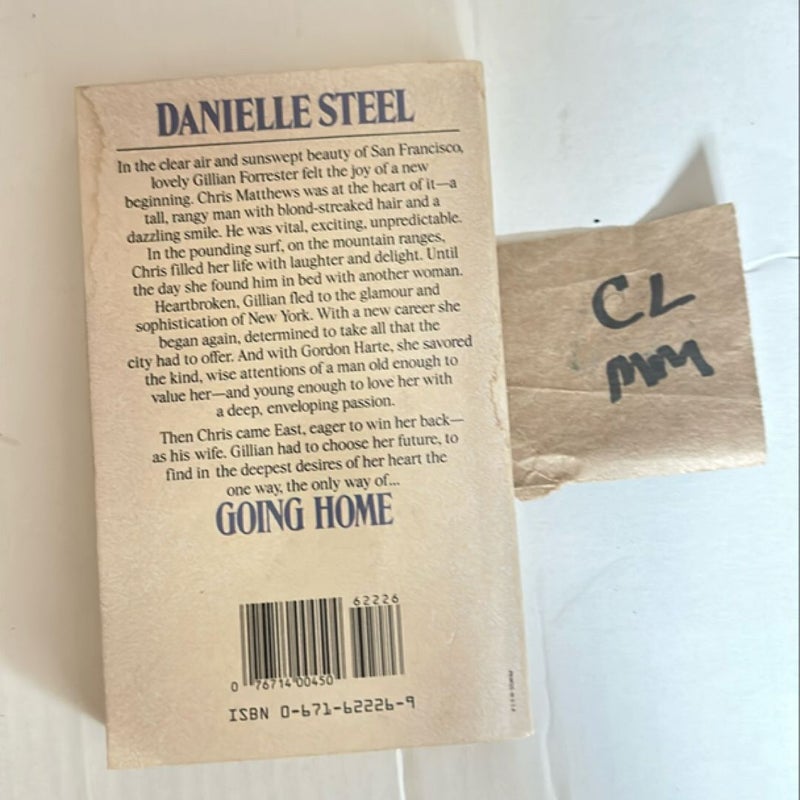 DANIELLE STEEL
In the clear air and sunswept beauty of San Francisco,
lovely Gillian Forrester felt the joy of a new
beginning. Chris Matthews was at the heart of it—a
tall, rangy man with blond-streaked hair and a
dazzling smile. He was vital, exciting, unpredictable.
In the pounding surf, on the mountain ranges,
Chris filled her life with laughter and delight. Until
the day she found him in bed with another woman.
Heartbroken, Gillian fled to the glamour and
sophistication of New York. With a new career she
began again, determined to take all that the
city had to offer. And with Gordon Harte, she savored
the kind, wise attentions of a man old enough to
value her—and young enough to love her with
a deep, enveloping passion.
Then Chris came East, eager to win her back—
as his wife. Gillian had to choose her future, to
find in the deepest desires of her heart the
one way, the only way of...
GOING HOME
62226
0 76714 00450
ISBN 0-671-62226-9
CL